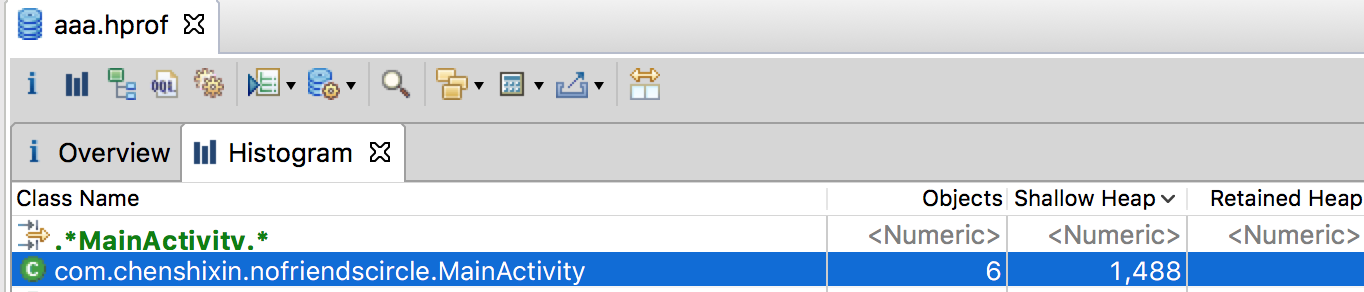 aaa.hprof
i OQL
i Overview Histogram
Class Name Objects Shallow Heap Retained Heap
.*MainActivity.* <Numeric> <Numeric> <Numeric>
C com.chenshixin.nofriendscircle.MainActivity 6 1,488